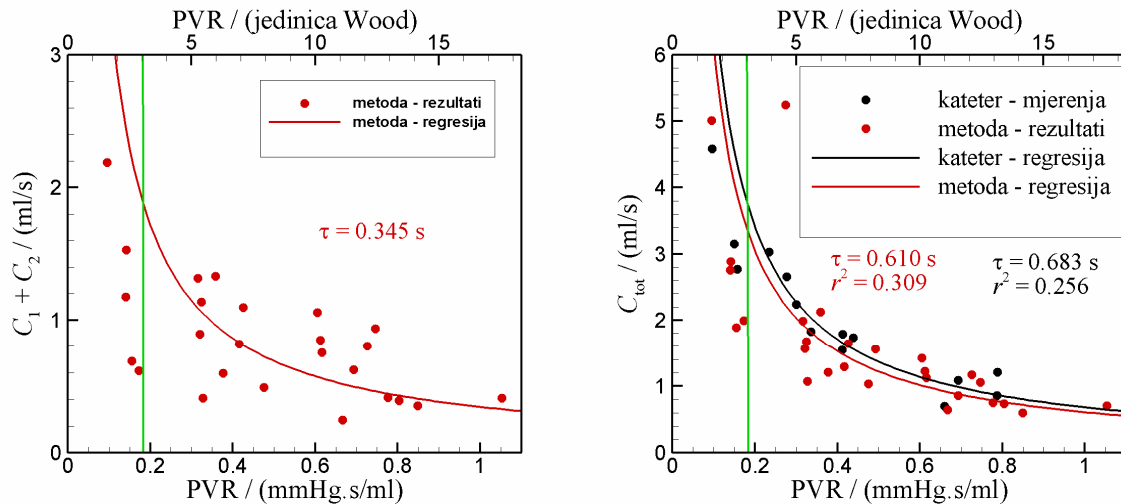 PVR / (jedinica Wood)
0 5 10 15
3
2
1
0
C1 + C2 / (ml/s)
metoda - rezultati
metoda - regresija
τ = 0.345 s
0 0.2 0.4 0.6 0.8 1
PVR / (mmHg.s/ml)
PVR / (jedinica Wood)
0 5 10 15
6
5
4
3
2
1
0
Ctot / (ml/s)
kateter - mjerenja
metoda - rezultati
kateter - regresija
metoda - regresija
τ = 0.610 s
r² = 0.309
τ = 0.683 s
r² = 0.256
0 0.2 0.4 0.6 0.8 1
PVR / (mmHg.s/ml)